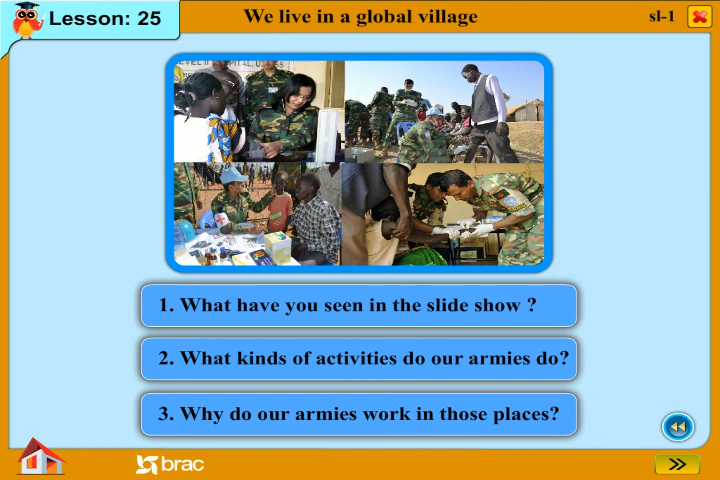 Lesson: 25
We live in a global village
sl-1
1. What have you seen in the slide show ?
2. What kinds of activities do our armies do?
3. Why do our armies work in those places?
brac